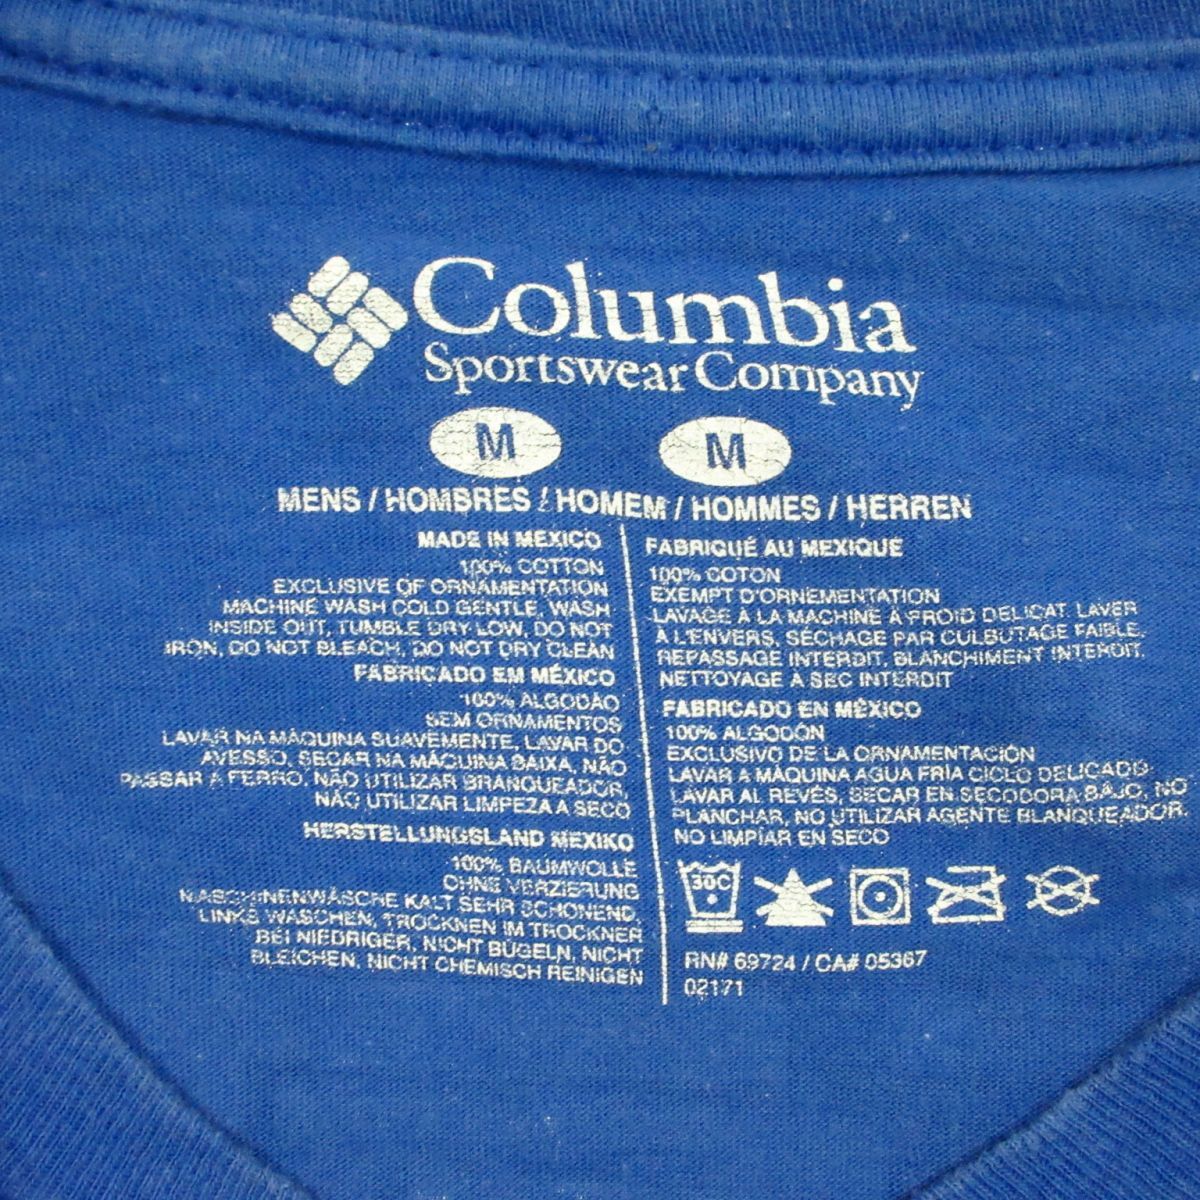 Columbia
Sportswear Company
M M
MENS / HOMBRES / HOMEM / HOMMES / HERREN
MADE IN MEXICO
100% COTTON
EXCLUSIVE OF ORNAMENTATION
MACHINE WASH COLD GENTLE, WASH
INSIDE OUT, TUMBLE DRY LOW, DO NOT
IRON, DO NOT BLEACH, DO NOT DRY CLEAN
FABRICADO EM MÉXICO
100% ALGODÃO
SEM ORNAMENTOS
LAVAR NA MÁQUINA SUAVEMENTE, LAVAR DO
AVESSO, SECAR NA MÁQUINA BAIXA, NÃO
PASSAR A FERRO, NÃO UTILIZAR BRANQUEADOR,
NÃO UTILIZAR LIMPEZA A SECO
HERSTELLUNGSLAND MEXIKO
100% BAUMWOLLE
OHNE VERZIERUNG
MASCHINENWÄSCHE KALT SEHR SCHONEND,
LINKS WASCHEN, TROCKNEN IM TROCKNER
BEI NIEDRIGER, NICHT BÜGELN, NICHT
BLEICHEN, NICHT CHEMISCH REINIGEN
FABRIQUÉ AU MEXIQUE
100% COTON
EXEMPT D'ORNEMENTATION
LAVAGE À LA MACHINE À FROID DELICAT, LAVER
À L'ENVERS, SÉCHAGE PAR CULBUTAGE FAIBLE,
REPASSAGE INTERDIT, BLANCHIMENT INTERDIT,
NETTOYAGE A SEC INTERDIT
FABRICADO EN MÉXICO
100% ALGODÓN
EXCLUSIVO DE LA ORNAMENTACIÓN
LAVAR A MÁQUINA AGUA FRÍA CICLO DELICADO
LAVAR AL REVÉS, SECAR EN SECODORA BAJO, NO
PLANCHAR, NO UTILIZAR AGENTE BLANQUEADOR,
NO LIMPIAR EN SECO
30C
RN# 69724 / CA# 05367
02171